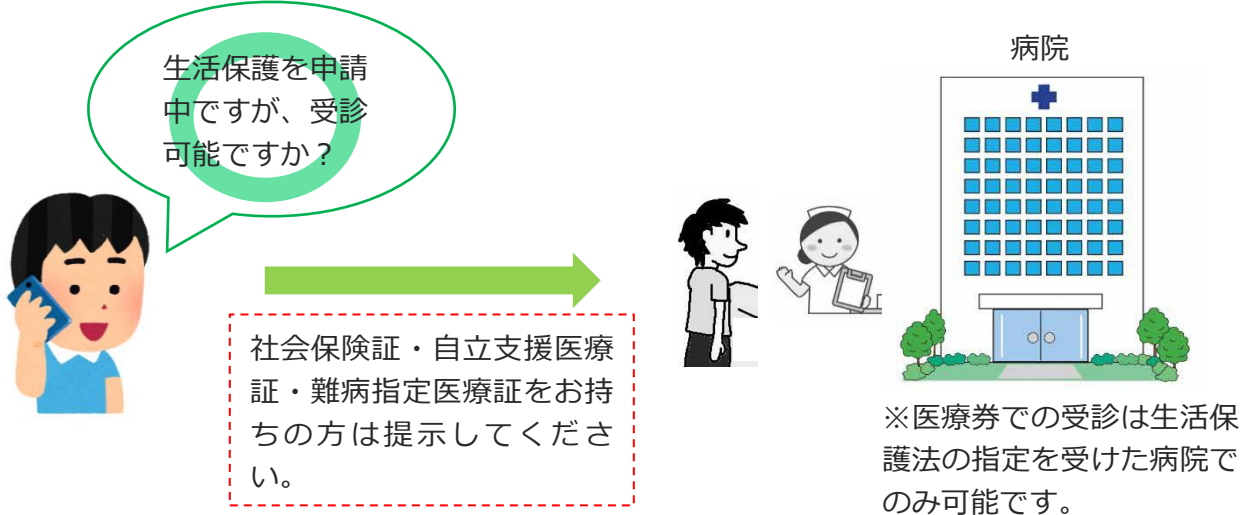 生活保護を申請
中ですが、受診
可能ですか？
病院
社会保険証・自立支援医療
証・難病指定医療証をお持
ちの方は提示してくださ
い。
※医療券での受診は生活保
護法の指定を受けた病院で
のみ可能です。